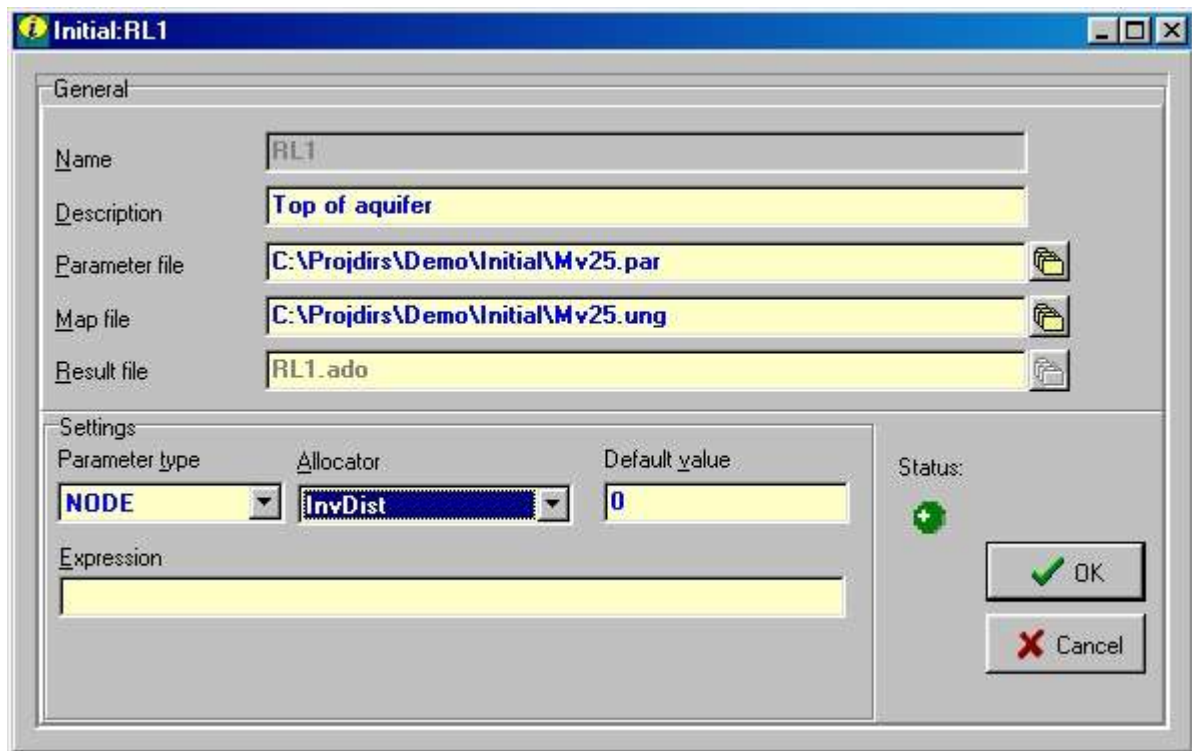 Initial:RL1
General
Name RL1
Description Top of aquifer
Parameter file C:\Projdirs\Demo\Initial\Mv25.par
Map file C:\Projdirs\Demo\Initial\Mv25.ung
Result file RL1.ado
Settings
Parameter type Allocator Default value Status:
NODE InvDist 0
Expression
OK
Cancel